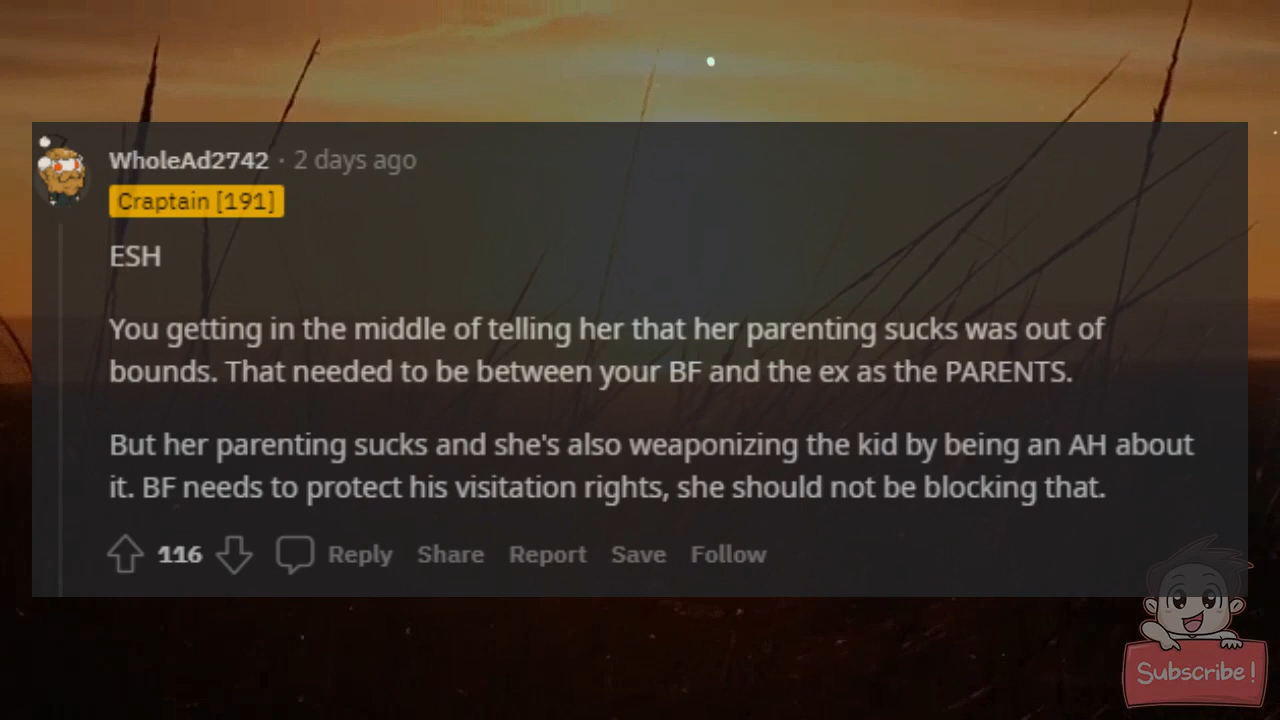 WholeAd2742 · 2 days ago
Craptain [191]
ESH
You getting in the middle of telling her that her parenting sucks was out of
bounds. That needed to be between your BF and the ex as the PARENTS.
But her parenting sucks and she's also weaponizing the kid by being an AH about
it. BF needs to protect his visitation rights, she should not be blocking that.
116 Reply Share Report Save Follow
Subscribe!